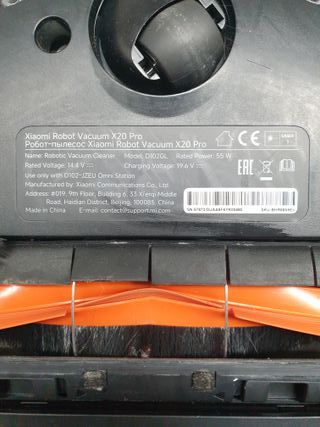 Xiaomi Robot Vacuum X20 Pro
Робот-пылесос Xiaomi Robot Vacuum X20 Pro
Name: Robotic Vacuum Cleaner Model: D102GL Rated Power: 55 W
Rated Voltage: 14.4 V Charging Voltage: 19.6 V
Use only with D102-JZEU Omni Station
Manufactured by: Xiaomi Communications Co., Ltd.
Address: #019, 9th Floor, Building 6, 33 Xi'erqi Middle
Road, Haidian District, Beijing, 100085, China
Made in China E-mail: contact@support.mi.com
CE
EAC